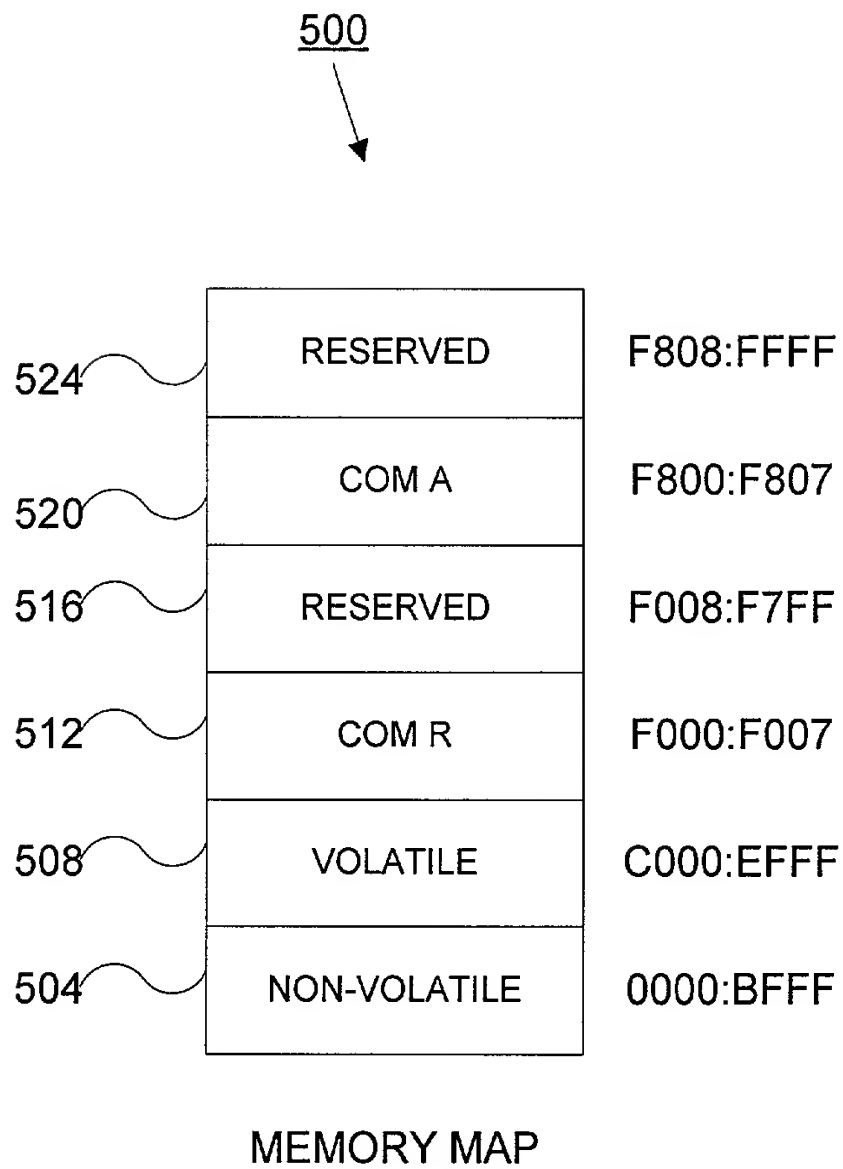 500
524 RESERVED F808:FFFF
520 COM A F800:F807
516 RESERVED F008:F7FF
512 COM R F000:F007
508 VOLATILE C000:EFFF
504 NON-VOLATILE 0000:BFFF
MEMORY MAP